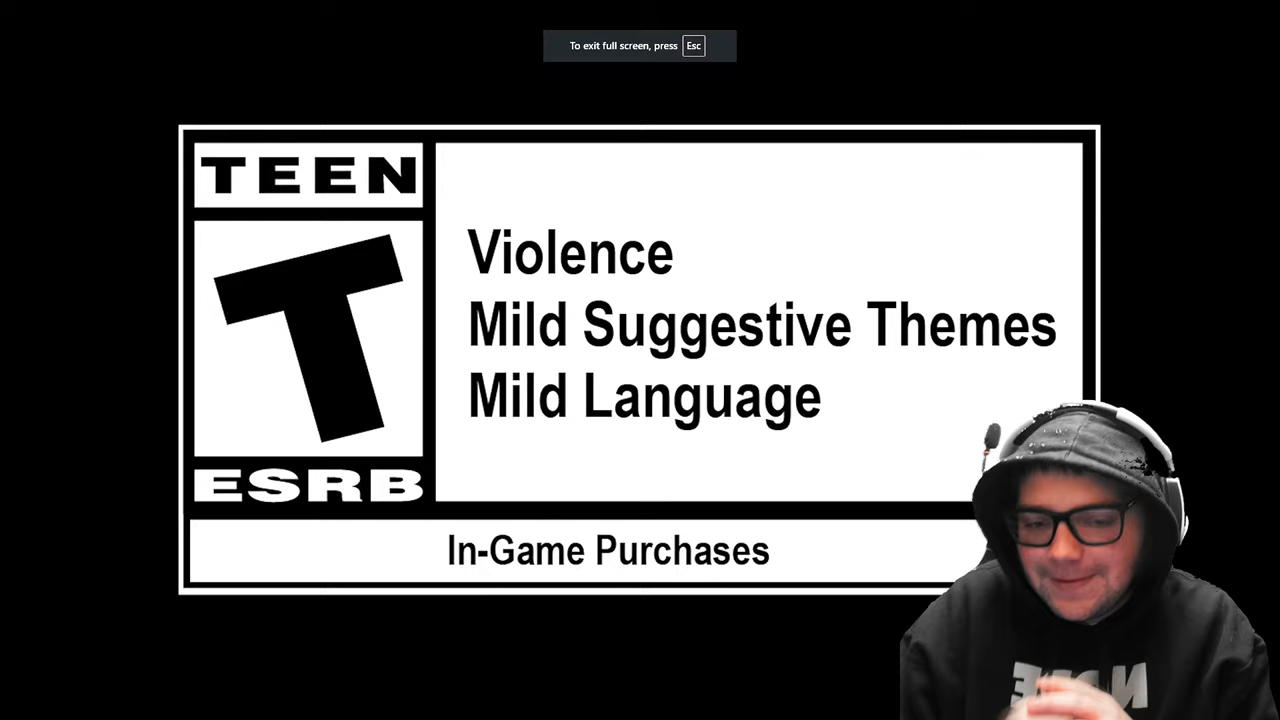 To exit full screen, press Esc
TEEN
T
ESRB
Violence
Mild Suggestive Themes
Mild Language
In-Game Purchases